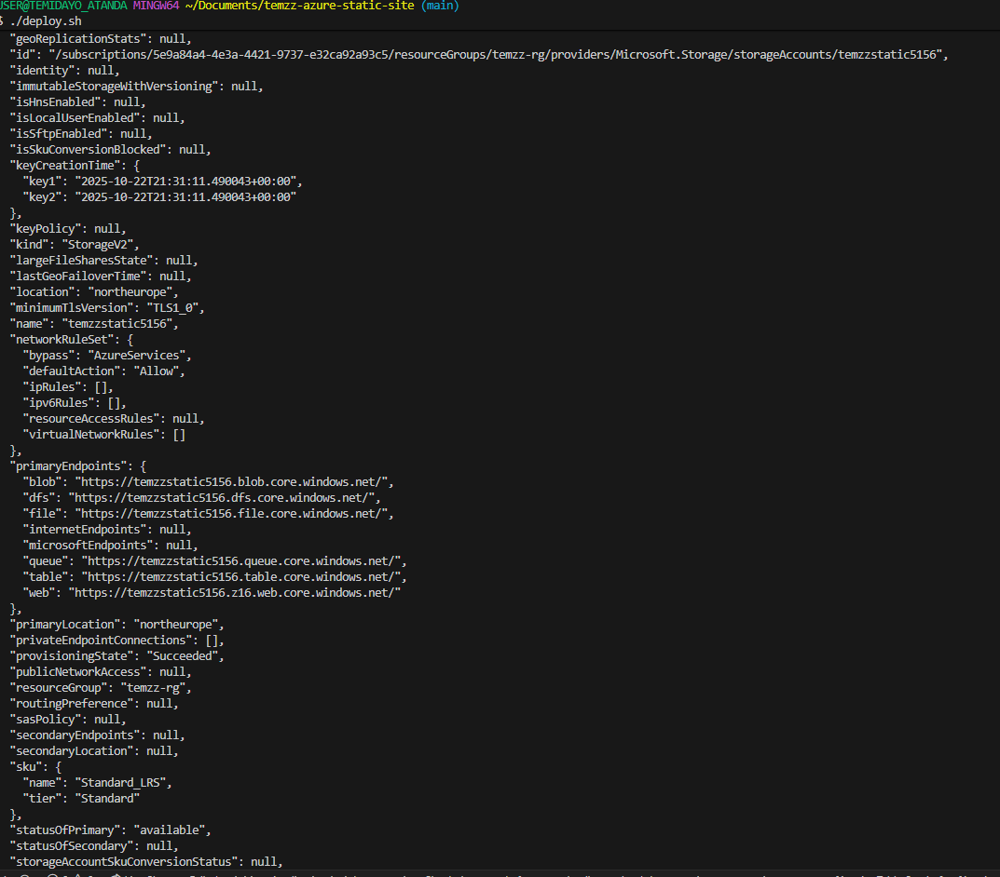 USER@TEMIDAYO_ATANDA MINGW64 ~/Documents/temzz-azure-static-site (main)
$ ./deploy.sh
"geoReplicationStats": null,
"id": "/subscriptions/5e9a84a4-4e3a-4421-9737-e32ca92a93c5/resourceGroups/temzz-rg/providers/Microsoft.Storage/storageAccounts/temzzstatic5156",
"identity": null,
"immutableStorageWithVersioning": null,
"isHnsEnabled": null,
"isLocalUserEnabled": null,
"isSftpEnabled": null,
"isSkuConversionBlocked": null,
"keyCreationTime": {
"key1": "2025-10-22T21:31:11.490043+00:00",
"key2": "2025-10-22T21:31:11.490043+00:00"
},
"keyPolicy": null,
"kind": "StorageV2",
"largeFileSharesState": null,
"lastGeoFailoverTime": null,
"location": "northeurope",
"minimumTlsVersion": "TLS1_0",
"name": "temzzstatic5156",
"networkRuleSet": {
"bypass": "AzureServices",
"defaultAction": "Allow",
"ipRules": [],
"ipv6Rules": [],
"resourceAccessRules": null,
"virtualNetworkRules": []
},
"primaryEndpoints": {
"blob": "https://temzzstatic5156.blob.core.windows.net/",
"dfs": "https://temzzstatic5156.dfs.core.windows.net/",
"file": "https://temzzstatic5156.file.core.windows.net/",
"internetEndpoints": null,
"microsoftEndpoints": null,
"queue": "https://temzzstatic5156.queue.core.windows.net/",
"table": "https://temzzstatic5156.table.core.windows.net/",
"web": "https://temzzstatic5156.z16.web.core.windows.net/"
},
"primaryLocation": "northeurope",
"privateEndpointConnections": [],
"provisioningState": "Succeeded",
"publicNetworkAccess": null,
"resourceGroup": "temzz-rg",
"routingPreference": null,
"sasPolicy": null,
"secondaryEndpoints": null,
"secondaryLocation": null,
"sku": {
"name": "Standard_LRS",
"tier": "Standard"
},
"statusOfPrimary": "available",
"statusOfSecondary": null,
"storageAccountSkuConversionStatus": null,